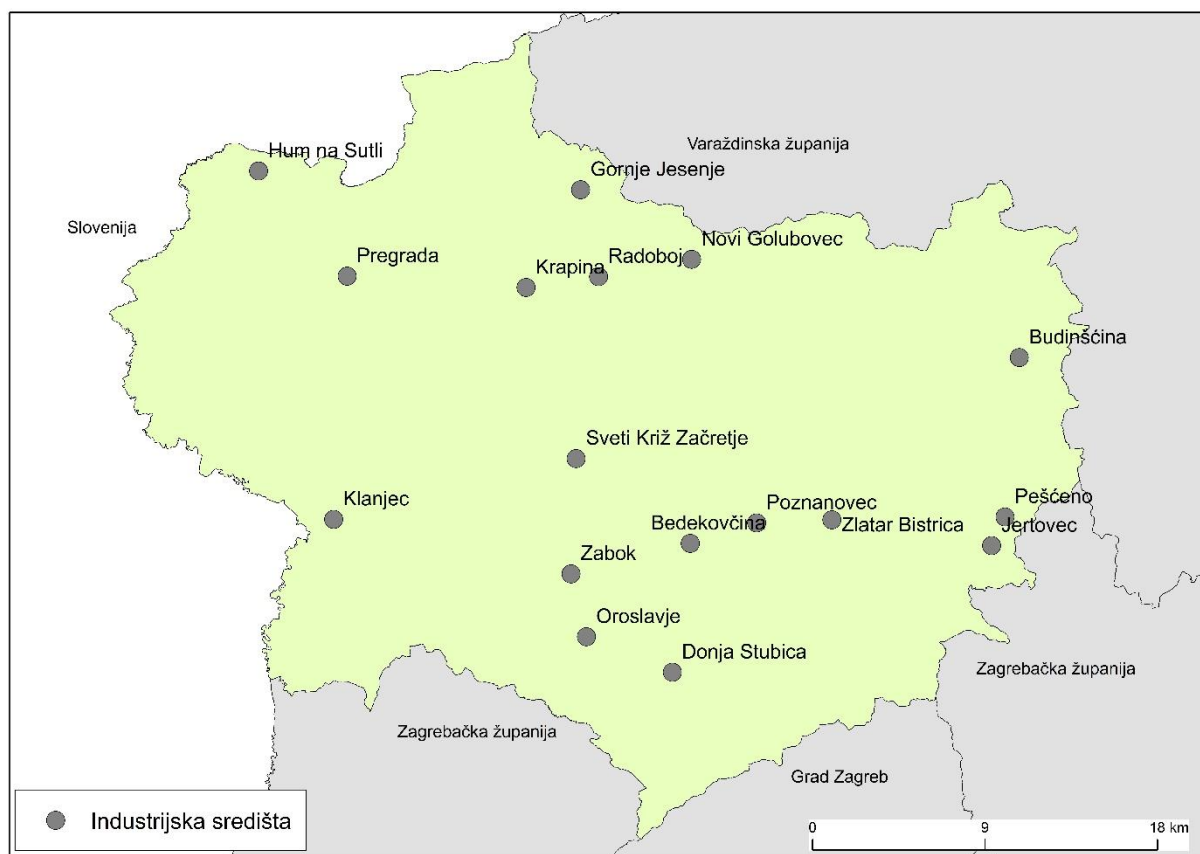 Varaždinska županija
Hum na Sutli
Gornje Jesenje
Slovenija
Novi Golubovec
Pregrada
Krapina
Radoboj
Budinšćina
Sveti Križ Začretje
Klanjec
Poznanovec
Pešćeno
Bedekovčina
Zlatar Bistrica
Jertovec
Zabok
Oroslavje
Donja Stubica
Zagrebačka županija
Zagrebačka županija
Grad Zagreb
Industrijska središta
0 9 18 km